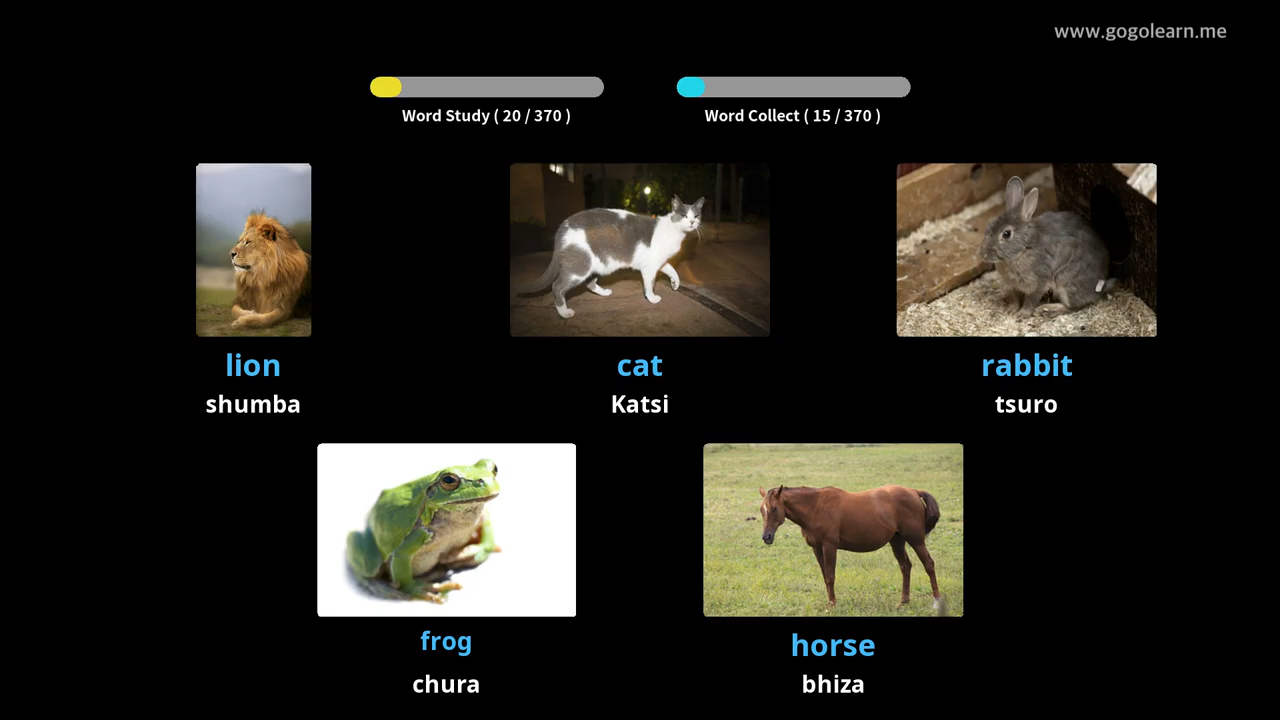 www.gogolearn.me
Word Study ( 20 / 370 )
Word Collect ( 15 / 370 )
lion
cat
rabbit
shumba
Katsi
tsuro
frog
horse
chura
bhiza